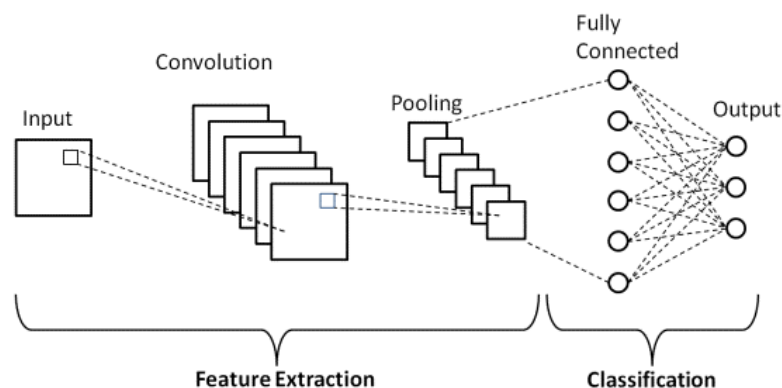 Input
Convolution
Pooling
Fully
Connected
Output
Feature Extraction
Classification